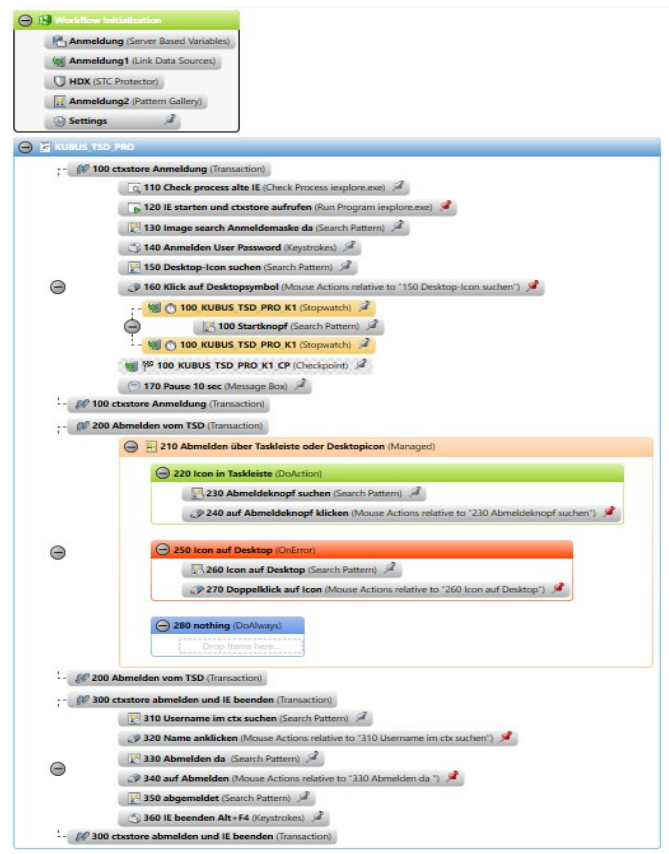 Workflow Initialization
Anmeldung (Server Based Variables)
Anmeldung1 (Link Data Sources)
HDX (STC Protector)
Anmeldung2 (Pattern Gallery)
Settings
KUBUS_TSD_PRO
100 ctxstore Anmeldung (Transaction)
110 Check process alte IE (Check Process iexplore.exe)
120 IE starten und ctxstore aufrufen (Run Program iexplore.exe)
130 Image search Anmeldemaske da (Search Pattern)
140 Anmelden User Password (Keystrokes)
150 Desktop-Icon suchen (Search Pattern)
160 Klick auf Desktopsymbol (Mouse Actions relative to "150 Desktop-Icon suchen")
100 KUBUS_TSD_PRO_K1 (Stopwatch)
100 Startknopf (Search Pattern)
100 KUBUS_TSD_PRO_K1 (Stopwatch)
100 KUBUS_TSD_PRO_K1_CP (Checkpoint)
170 Pause 10 sec (Message Box)
100 ctxstore Anmeldung (Transaction)
200 Abmelden vom TSD (Transaction)
210 Abmelden über Taskleiste oder Desktopicon (Managed)
220 Icon in Taskleiste (DoAction)
230 Abmeldeknopf suchen (Search Pattern)
240 auf Abmeldeknopf klicken (Mouse Actions relative to "230 Abmeldeknopf suchen")
250 Icon auf Desktop (OnError)
260 Icon auf Desktop (Search Pattern)
270 Doppelklick auf Icon (Mouse Actions relative to "260 Icon auf Desktop")
280 nothing (DoAlways)
Drop Items here...
200 Abmelden vom TSD (Transaction)
300 ctxstore abmelden und IE beenden (Transaction)
310 Username im ctx suchen (Search Pattern)
320 Name anklicken (Mouse Actions relative to "310 Username im ctx suchen")
330 Abmelden da (Search Pattern)
340 auf Abmelden (Mouse Actions relative to "330 Abmelden da ")
350 abgemeldet (Search Pattern)
360 IE beenden Alt+F4 (Keystrokes)
300 ctxstore abmelden und IE beenden (Transaction)